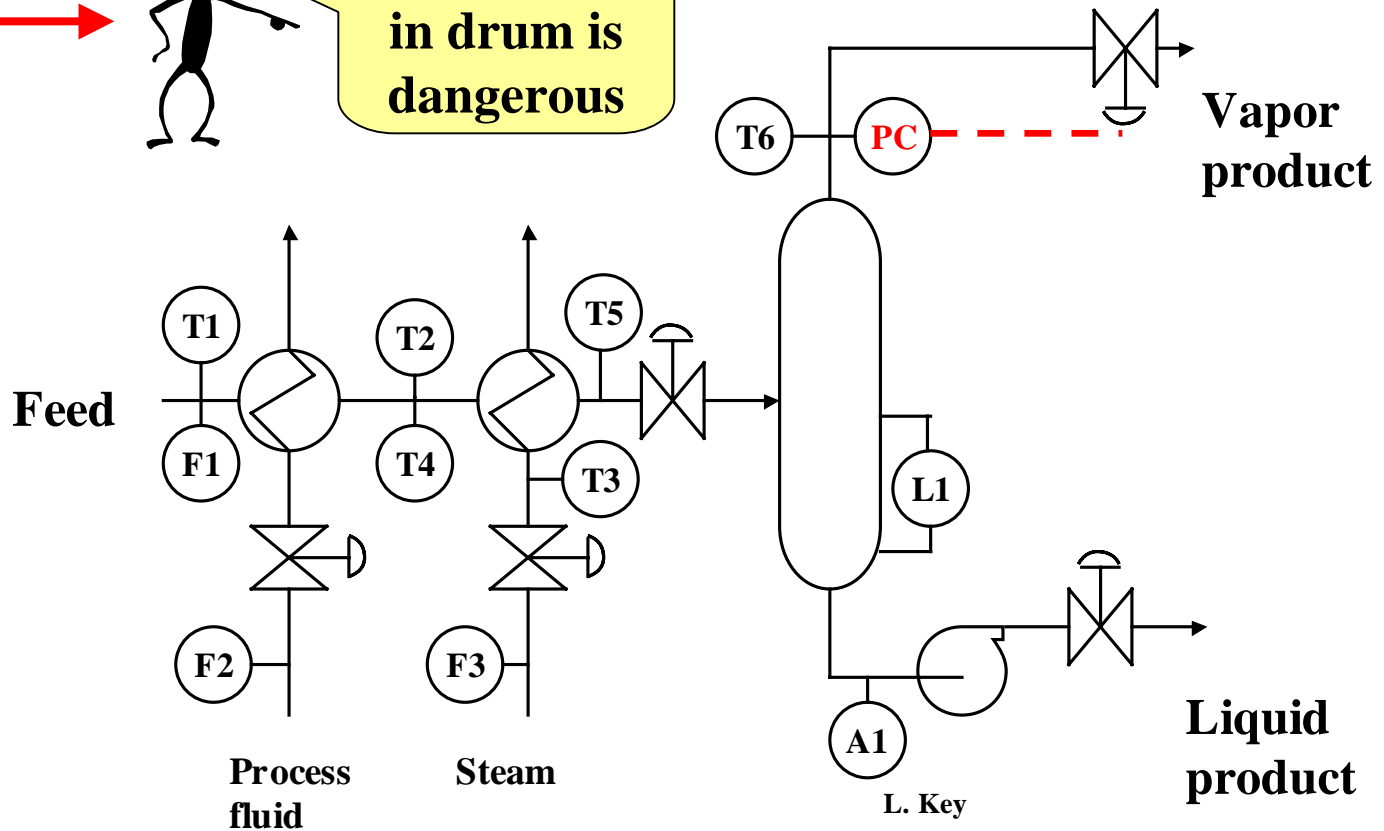 in drum is
dangerous
Vapor
product
T6
PC
T1
T2
T5
Feed
F1
T4
T3
L1
F2
F3
A1
Process
fluid
Steam
L. Key
Liquid
product